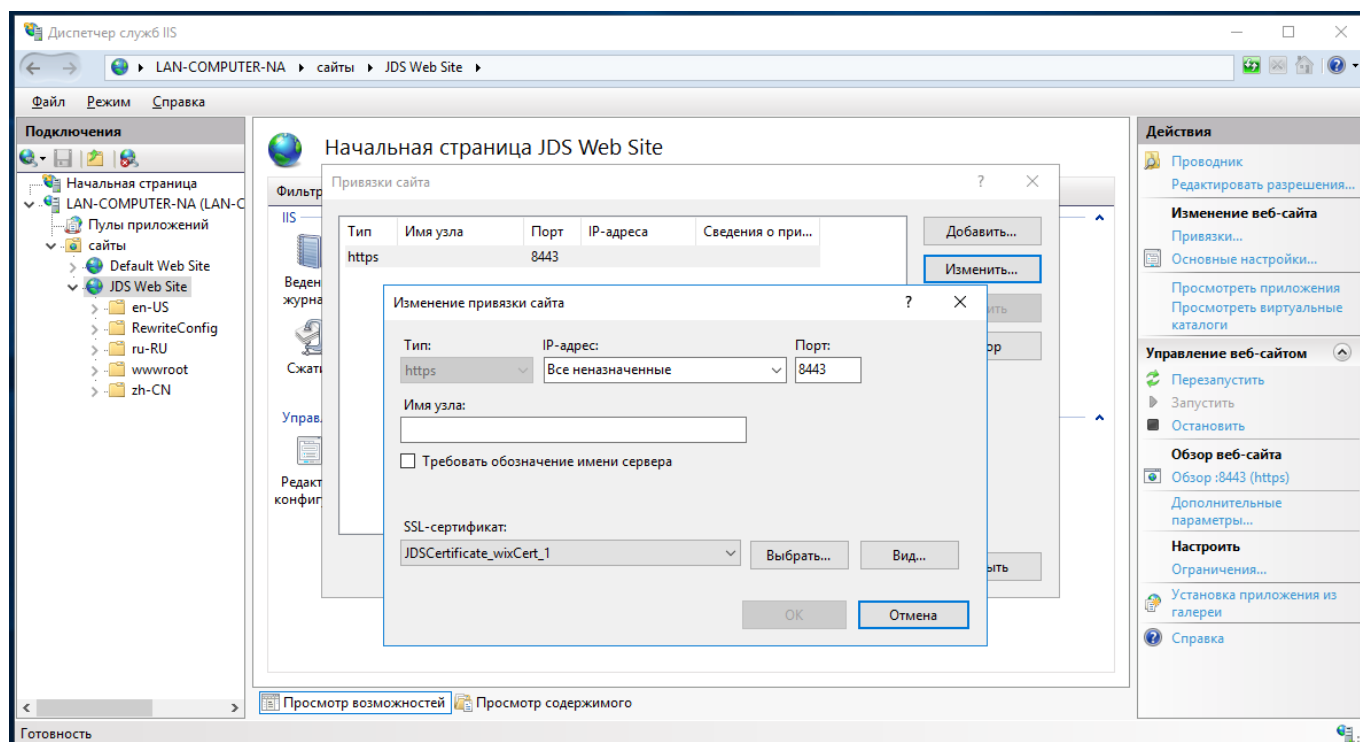 Диспетчер служб IIS
LAN-COMPUTER-NA сайты JDS Web Site
Файл Режим Справка
Подключения
Начальная страница
LAN-COMPUTER-NA (LAN-C
Пулы приложений
сайты
Default Web Site
JDS Web Site
en-US
RewriteConfig
ru-RU
wwwroot
zh-CN
Начальная страница JDS Web Site
Фильтр
IIS
Веден
журна
Сжати
Управ
Редакт
конфиг
Привязки сайта
?
Тип Имя узла Порт IP-адреса Сведения о при...
https 8443
Добавить...
Изменить...
ить
ор
ыть
Изменение привязки сайта
?
Тип: IP-адрес: Порт:
https Все неназначенные 8443
Имя узла:
Требовать обозначение имени сервера
SSL-сертификат:
JDSCertificate_wixCert_1 Выбрать... Вид...
OK Отмена
Просмотр возможностей Просмотр содержимого
Действия
Проводник
Редактировать разрешения...
Изменение веб-сайта
Привязки...
Основные настройки...
Просмотреть приложения
Просмотреть виртуальные
каталоги
Управление веб-сайтом
Перезапустить
Запустить
Остановить
Обзор веб-сайта
Обзор :8443 (https)
Дополнительные
параметры...
Настроить
Ограничения...
Установка приложения из
галереи
Справка
Готовность